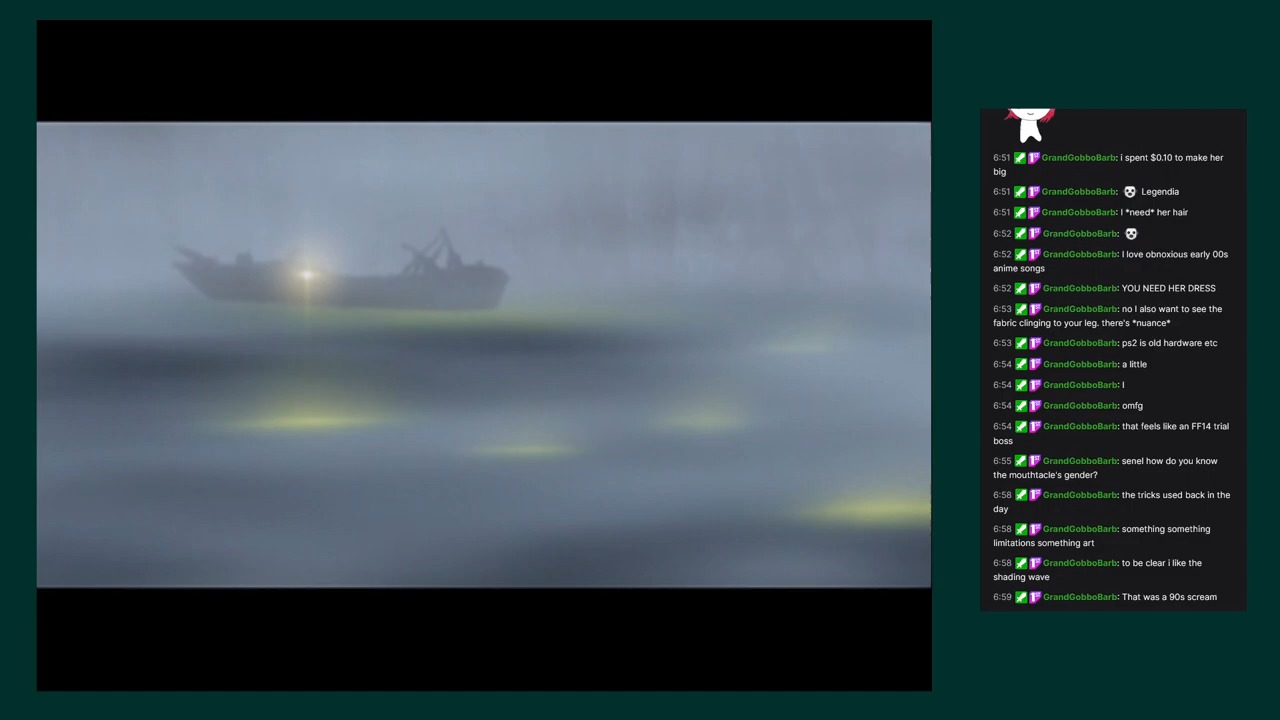 6:51 GrandGobboBarb: i spent $0.10 to make her
big
6:51 GrandGobboBarb: Legendia
6:51 GrandGobboBarb: I *need* her hair
6:52 GrandGobboBarb:
6:52 GrandGobboBarb: I love obnoxious early 00s
anime songs
6:52 GrandGobboBarb: YOU NEED HER DRESS
6:53 GrandGobboBarb: no I also want to see the
fabric clinging to your leg. there's *nuance*
6:53 GrandGobboBarb: ps2 is old hardware etc
6:54 GrandGobboBarb: a little
6:54 GrandGobboBarb: I
6:54 GrandGobboBarb: omfg
6:54 GrandGobboBarb: that feels like an FF14 trial
boss
6:55 GrandGobboBarb: senel how do you know
the mouthtacle's gender?
6:58 GrandGobboBarb: the tricks used back in the
day
6:58 GrandGobboBarb: something something
limitations something art
6:58 GrandGobboBarb: to be clear i like the
shading wave
6:59 GrandGobboBarb: That was a 90s scream